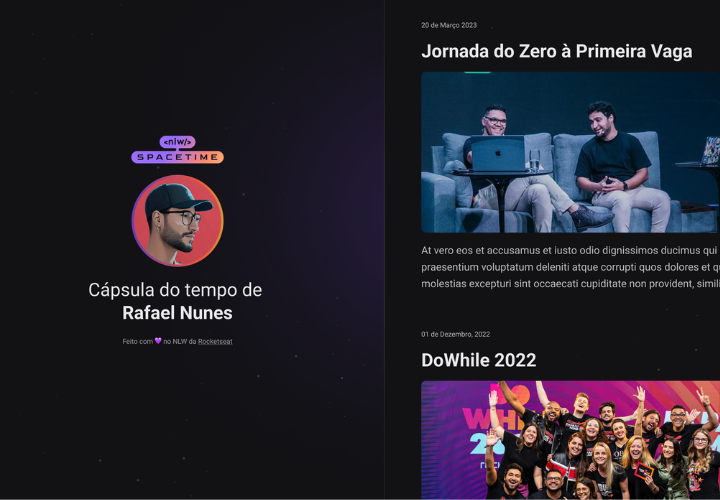 <nlw/>
SPACETIME
Cápsula do tempo de
Rafael Nunes
Feito com 💜 no NLW da Rocketseat
20 de Março 2023
Jornada do Zero à Primeira Vaga
At vero eos et accusamus et iusto odio dignissimos ducimus qui
praesentium voluptatum deleniti atque corrupti quos dolores et
molestias excepturi sint occaecati cupiditate non provident,
01 de Dezembro, 2022
DoWhile 2022